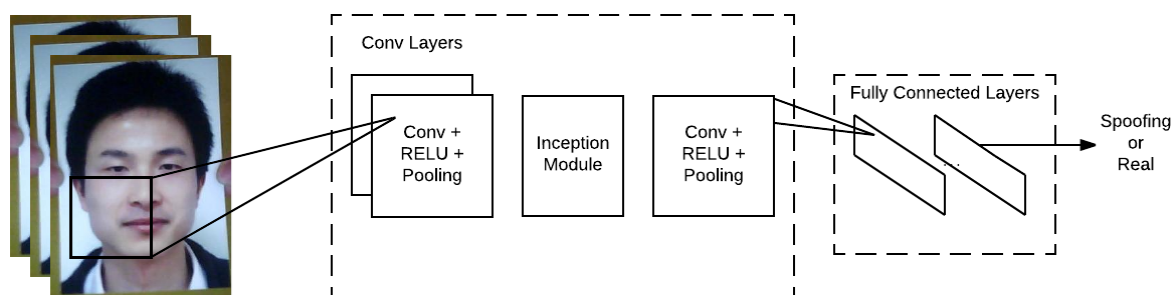 Conv Layers
Conv +
RELU +
Pooling
Inception
Module
Conv +
RELU +
Pooling
Fully Connected Layers
...
Spoofing
or
Real